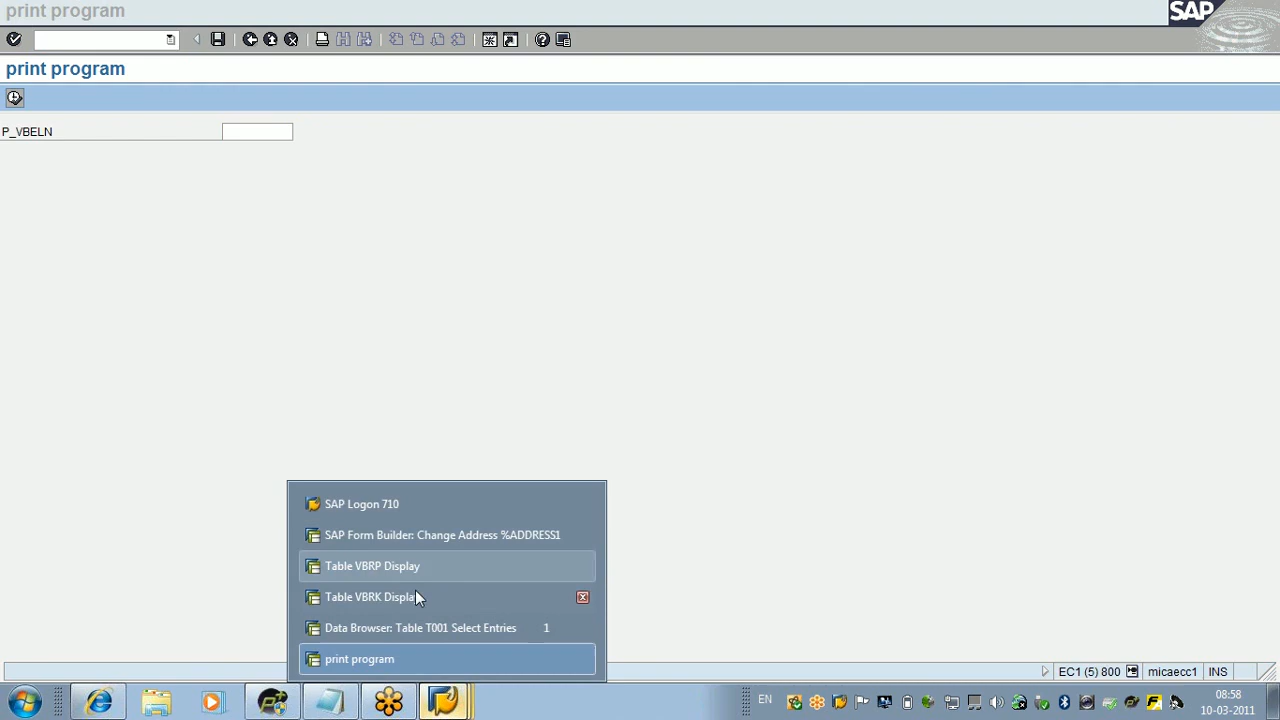 print program
SAP
print program
P_VBELN
SAP Logon 710
SAP Form Builder: Change Address %ADDRESS1
Table VBRP Display
Table VBRK Display
Data Browser: Table T001 Select Entries 1
print program
EC1 (5) 800 micaecc1 INS
EN
08:58
10-03-2011